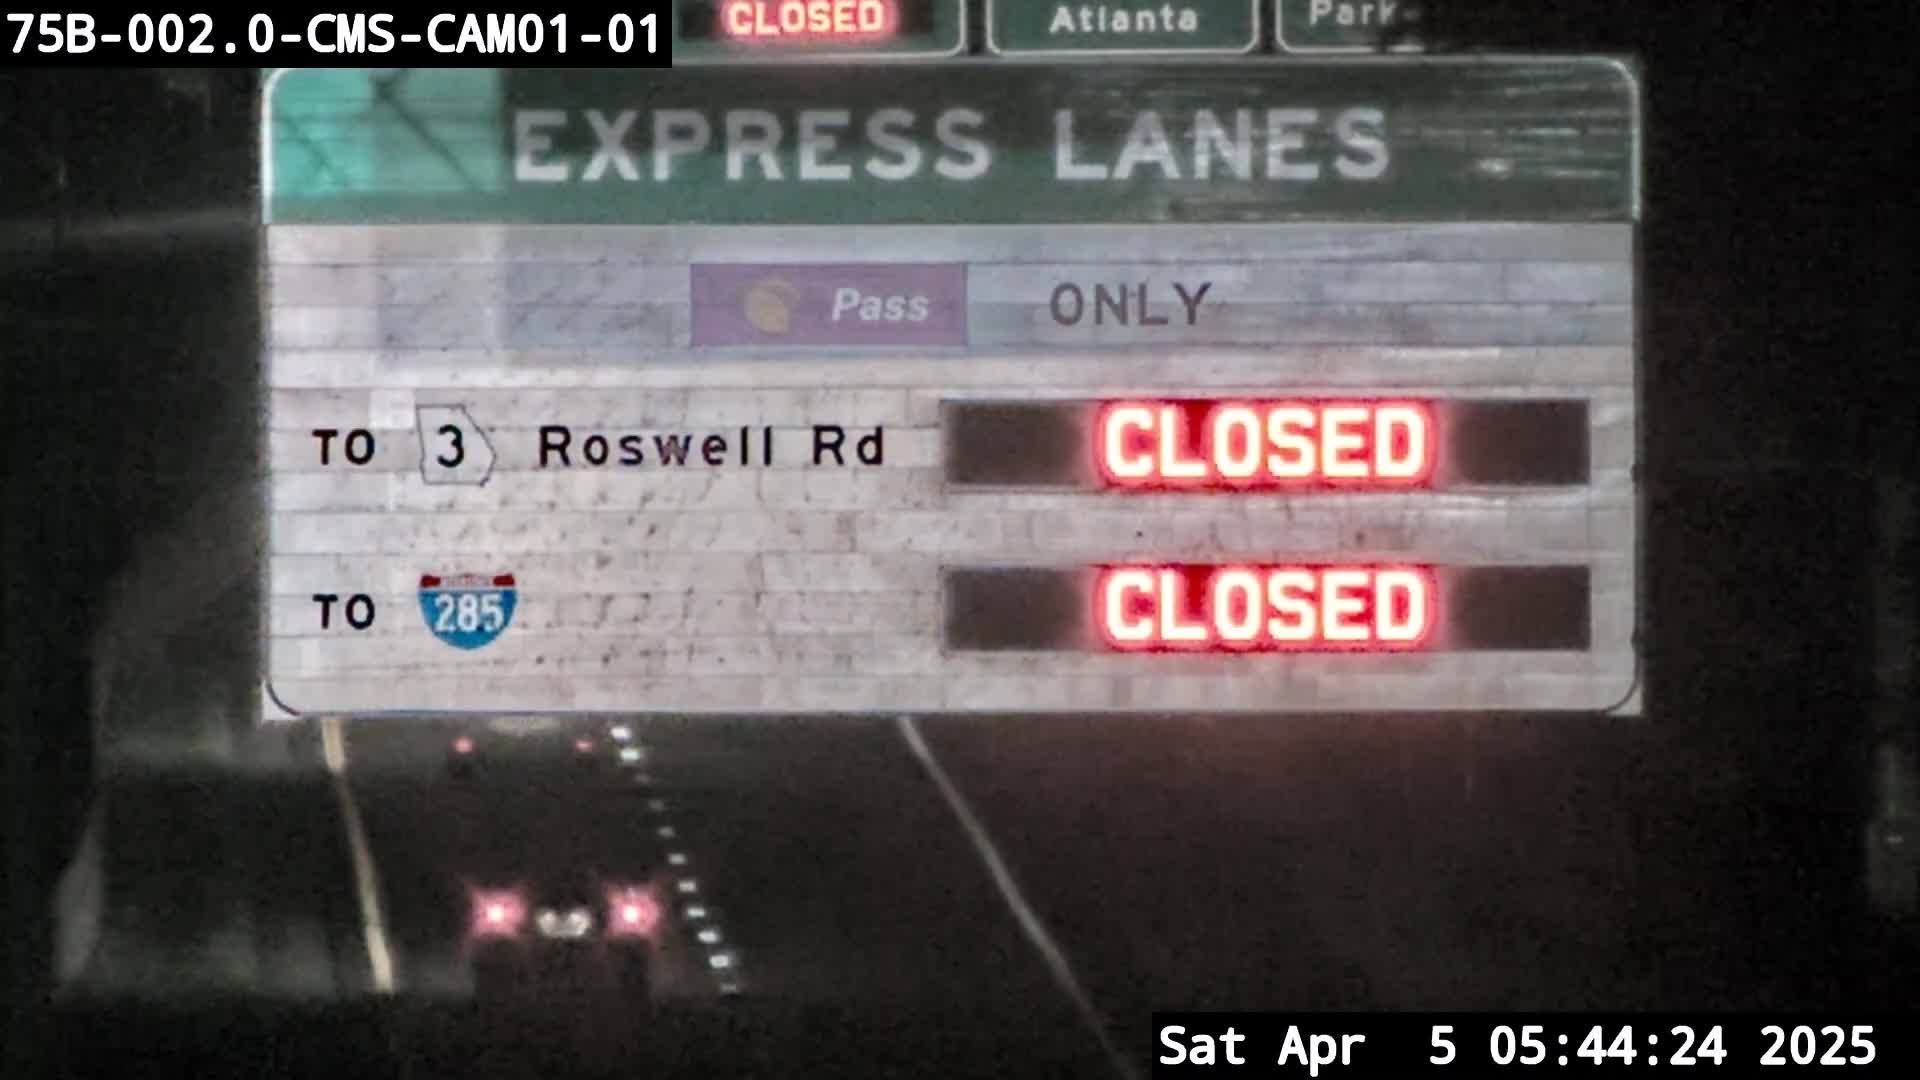 75B-002.0-CMS-CAM01-01
CLOSED
Atlanta
Park-
EXPRESS LANES
Pass ONLY
TO 3 Roswell Rd CLOSED
TO 285 CLOSED
Sat Apr 5 05:44:24 2025